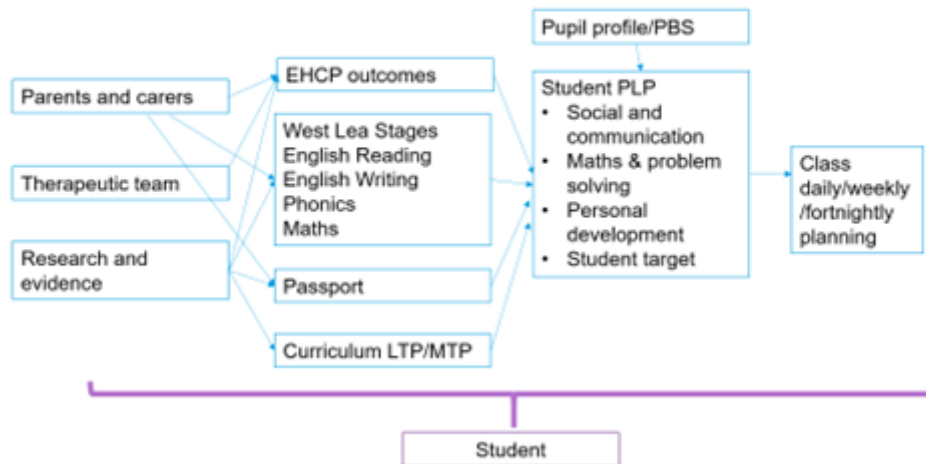 Pupil profile/PBS
Parents and carers
Therapeutic team
Research and
evidence
EHCP outcomes
West Lea Stages
English Reading
English Writing
Phonics
Maths
Passport
Curriculum LTP/MTP
Student PLP
• Social and
communication
• Maths & problem
solving
• Personal
development
• Student target
Class
daily/weekly
/fortnightly
planning
Student